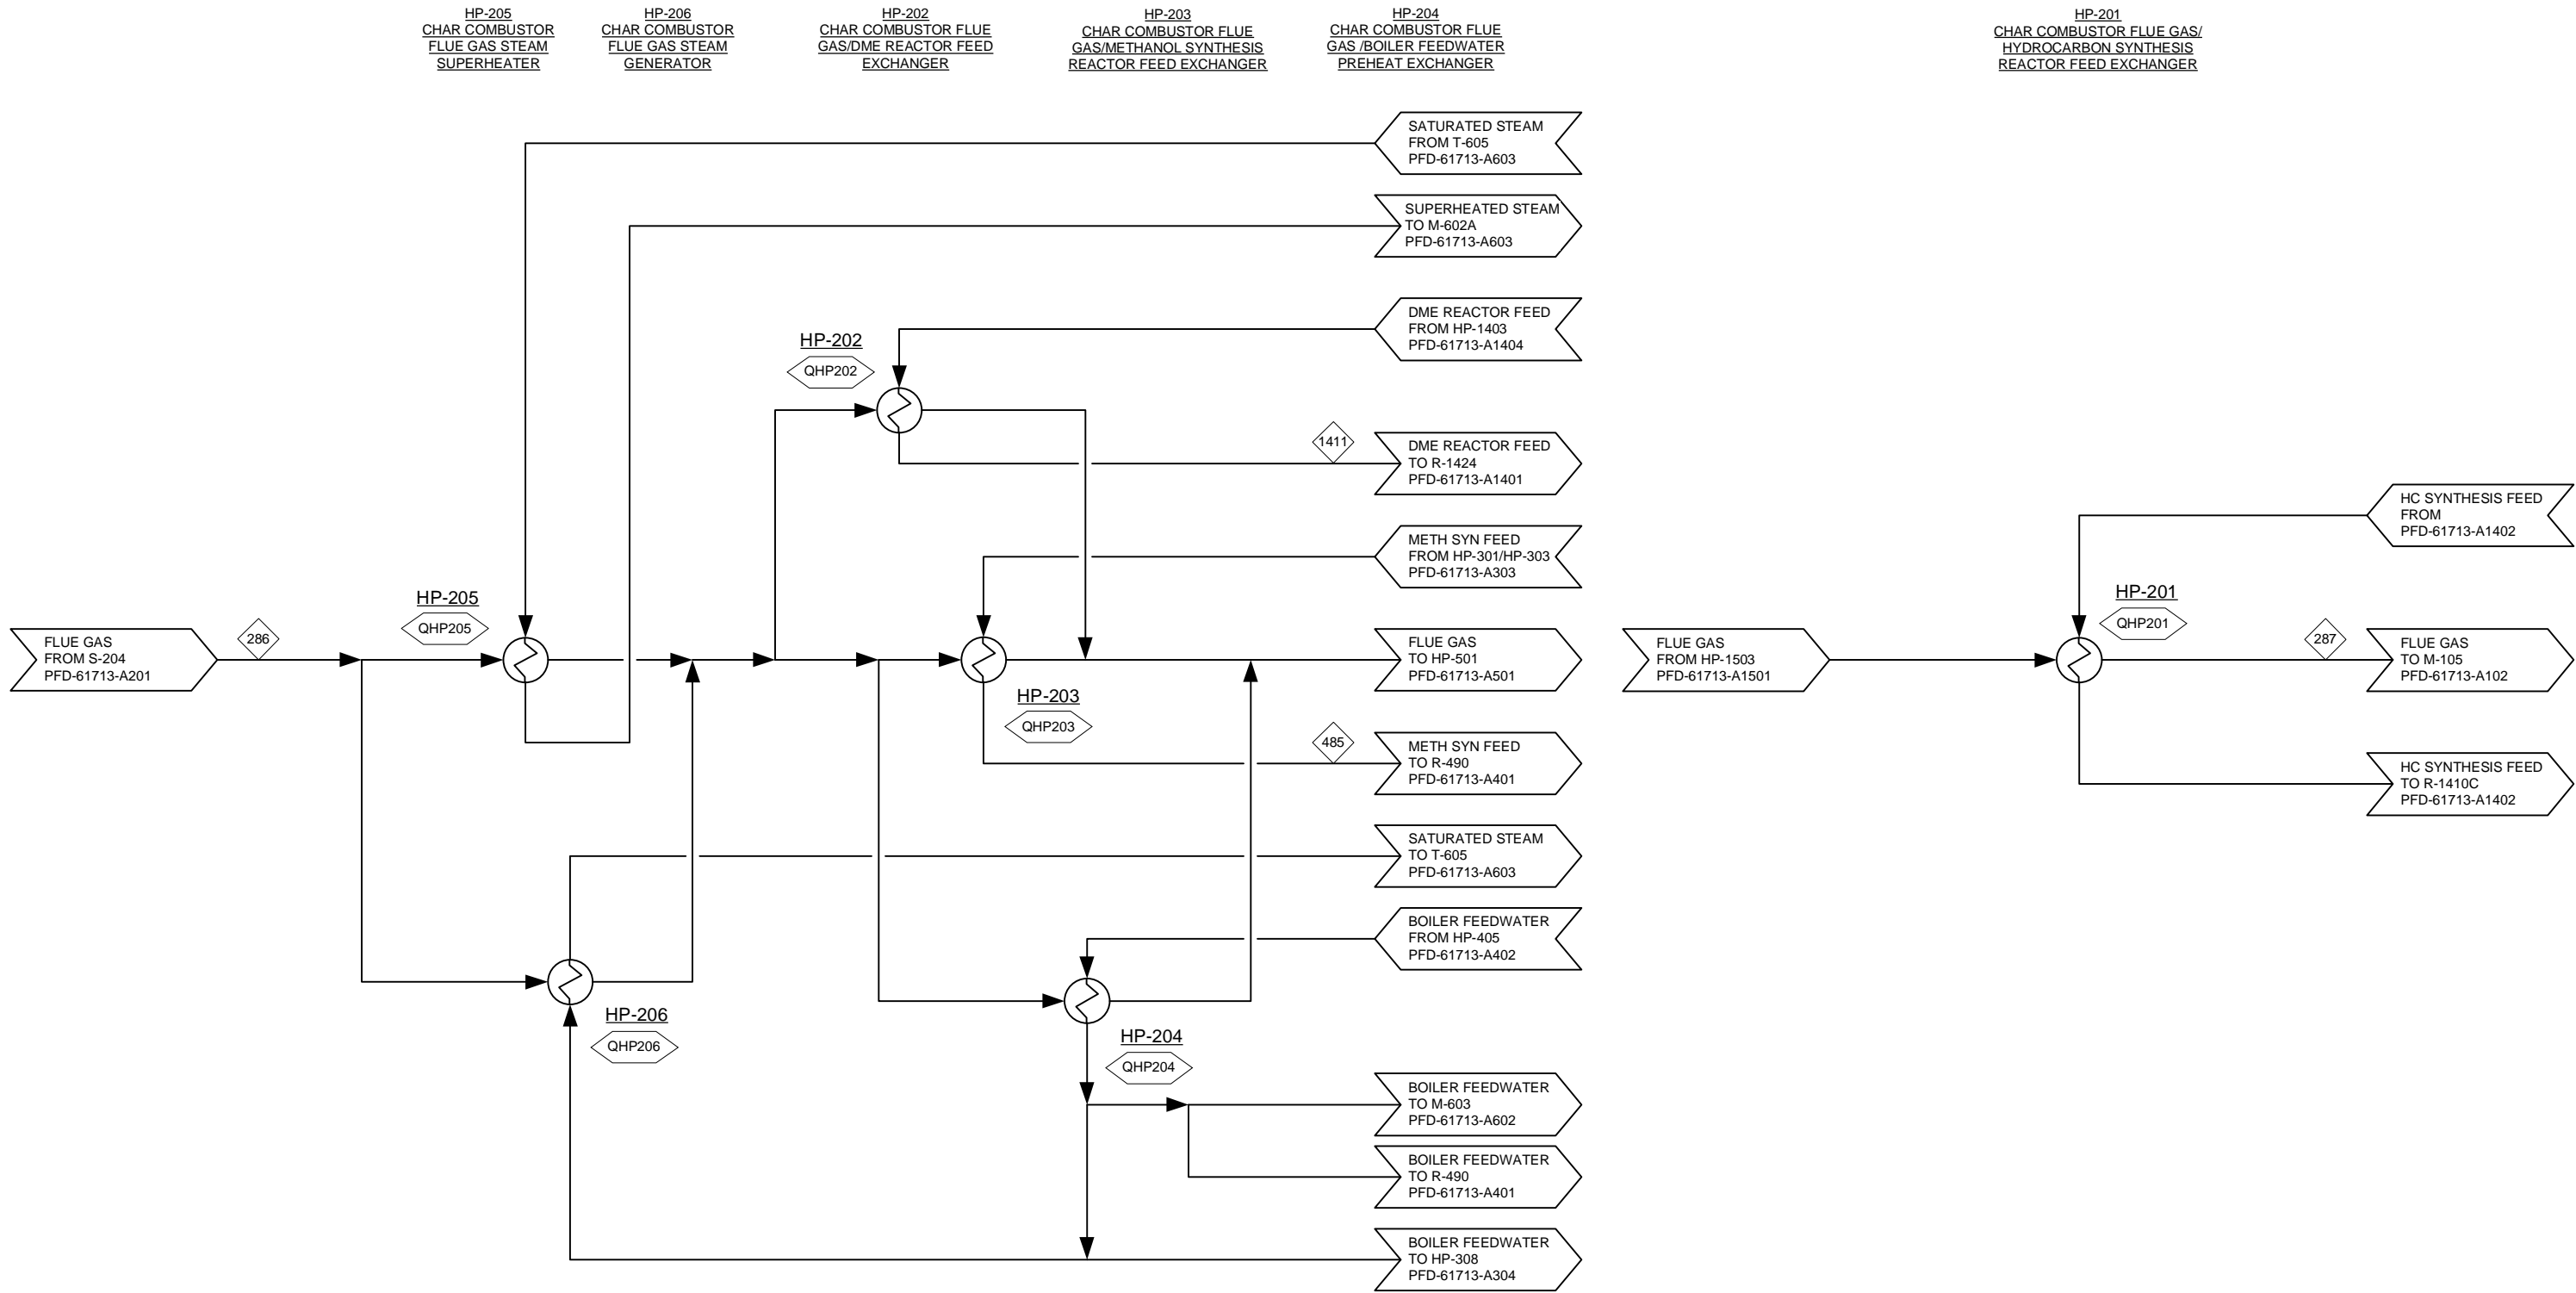 HP-205
CHAR COMBUSTOR
FLUE GAS STEAM
SUPERHEATER
HP-206
CHAR COMBUSTOR
FLUE GAS STEAM
GENERATOR
HP-202
CHAR COMBUSTOR FLUE
GAS/DME REACTOR FEED
EXCHANGER
HP-203
CHAR COMBUSTOR FLUE
GAS/METHANOL SYNTHESIS
REACTOR FEED EXCHANGER
HP-204
CHAR COMBUSTOR FLUE
GAS /BOILER FEEDWATER
PREHEAT EXCHANGER
HP-201
CHAR COMBUSTOR FLUE GAS/
HYDROCARBON SYNTHESIS
REACTOR FEED EXCHANGER
SATURATED STEAM
FROM T-605
PFD-61713-A603
SUPERHEATED STEAM
TO M-602A
PFD-61713-A603
DME REACTOR FEED
FROM HP-1403
PFD-61713-A1404
HP-202
QHP202
1411
DME REACTOR FEED
TO R-1424
PFD-61713-A1401
METH SYN FEED
FROM HP-301/HP-303
PFD-61713-A303
HC SYNTHESIS FEED
FROM
PFD-61713-A1402
FLUE GAS
FROM S-204
PFD-61713-A201
286
HP-205
QHP205
HP-203
QHP203
FLUE GAS
TO HP-501
PFD-61713-A501
FLUE GAS
FROM HP-1503
PFD-61713-A1501
HP-201
QHP201
287
FLUE GAS
TO M-105
PFD-61713-A102
485
METH SYN FEED
TO R-490
PFD-61713-A401
HC SYNTHESIS FEED
TO R-1410C
PFD-61713-A1402
SATURATED STEAM
TO T-605
PFD-61713-A603
BOILER FEEDWATER
FROM HP-405
PFD-61713-A402
HP-206
QHP206
HP-204
QHP204
BOILER FEEDWATER
TO M-603
PFD-61713-A602
BOILER FEEDWATER
TO R-490
PFD-61713-A401
BOILER FEEDWATER
TO HP-308
PFD-61713-A304